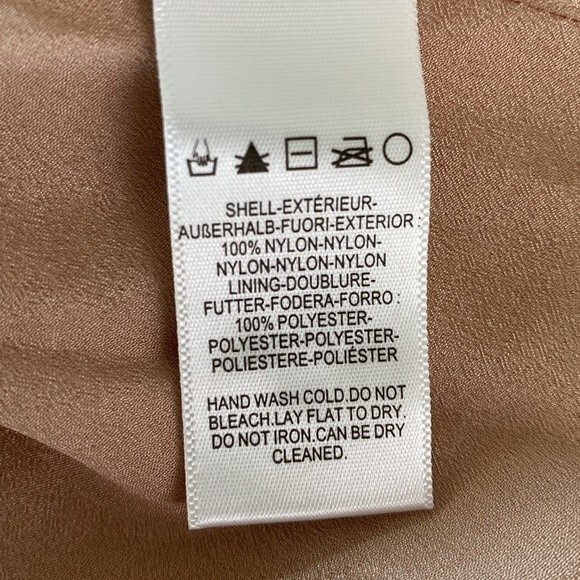 SHELL-EXTÉRIEUR-
AUßERHALB-FUORI-EXTERIOR :
100% NYLON-NYLON-
NYLON-NYLON-NYLON
LINING-DOUBLURE-
FUTTER-FODERA-FORRO :
100% POLYESTER-
POLYESTER-POLYESTER-
POLIESTERE-POLIÉSTER
HAND WASH COLD.DO NOT
BLEACH.LAY FLAT TO DRY.
DO NOT IRON.CAN BE DRY
CLEANED.